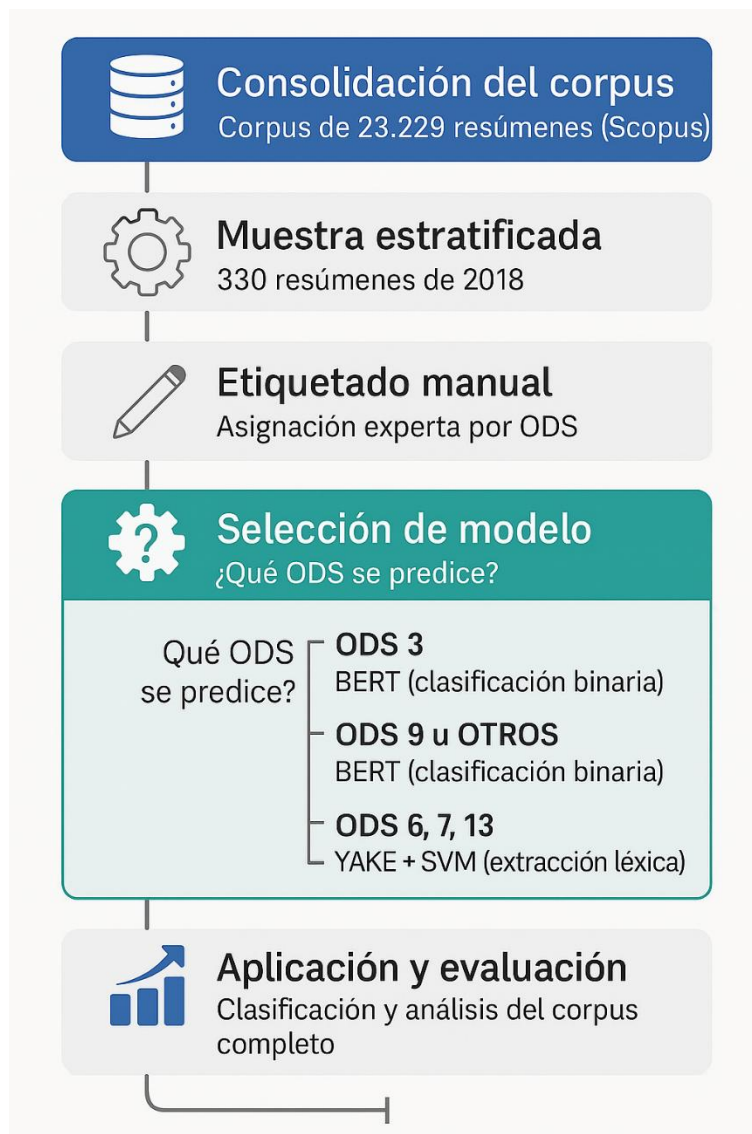 Consolidación del corpus
Corpus de 23.229 resúmenes (Scopus)
Muestra estratificada
330 resúmenes de 2018
Etiquetado manual
Asignación experta por ODS
?
Selección de modelo
¿Qué ODS se predice?
Qué ODS
se predice?
ODS 3
BERT (clasificación binaria)
ODS 9 u OTROS
BERT (clasificación binaria)
ODS 6, 7, 13
YAKE + SVM (extracción léxica)
Aplicación y evaluación
Clasificación y análisis del corpus
completo